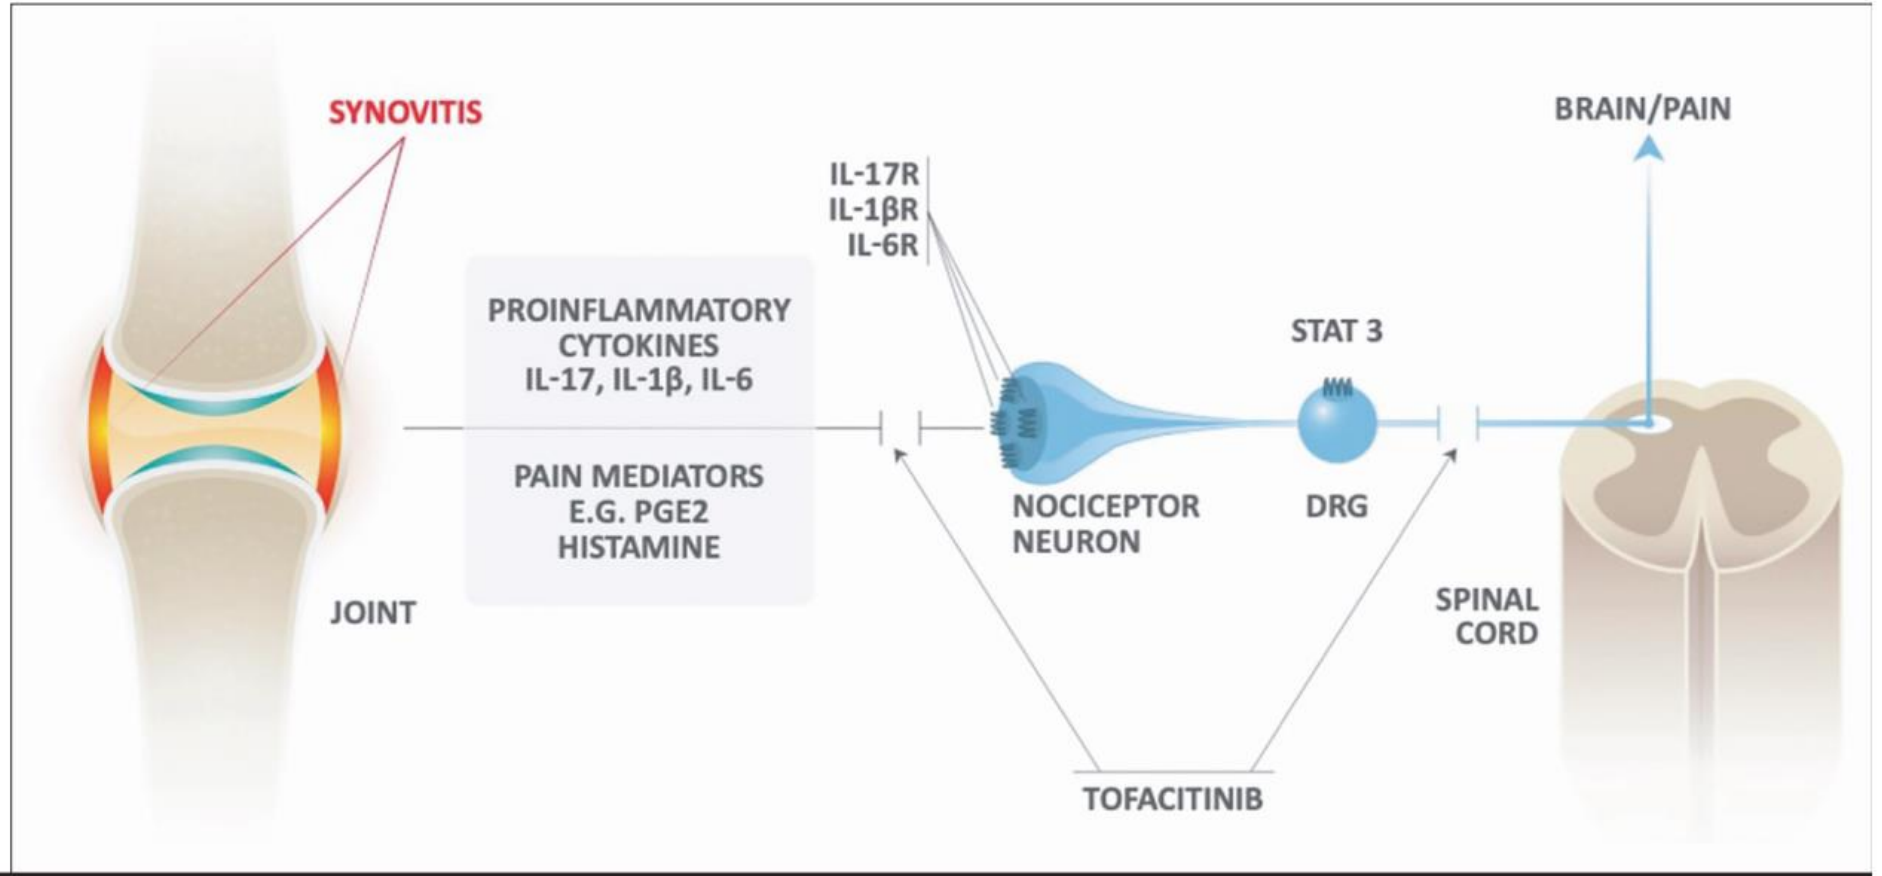 SYNOVITIS
JOINT
PROINFLAMMATORY
CYTOKINES
IL-17, IL-1β, IL-6
PAIN MEDIATORS
E.G. PGE2
HISTAMINE
IL-17R
IL-1βR
IL-6R
NOCICEPTOR
NEURON
STAT 3
DRG
TOFACITINIB
BRAIN/PAIN
SPINAL
CORD